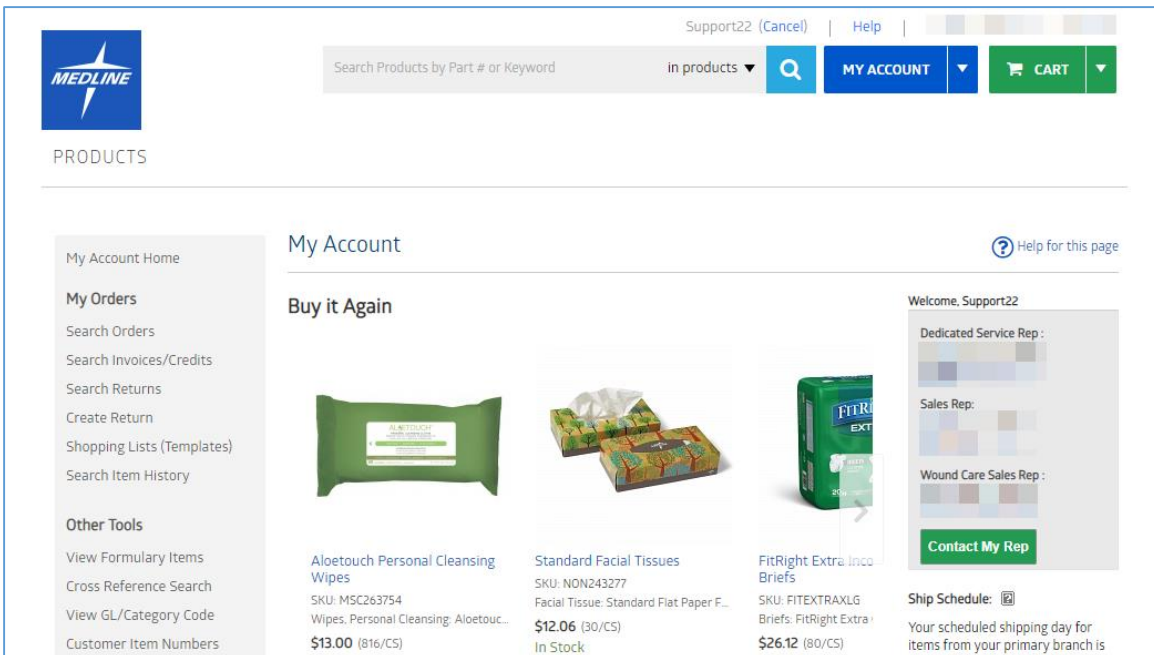 Support22 (Cancel) | Help |
MEDLINE
Search Products by Part # or Keyword
in products
MY ACCOUNT
CART
PRODUCTS
My Account Home
My Orders
Search Orders
Search Invoices/Credits
Search Returns
Create Return
Shopping Lists (Templates)
Search Item History
Other Tools
View Formulary Items
Cross Reference Search
View GL/Category Code
Customer Item Numbers
My Account
Help for this page
Buy it Again
ALOETOUCH
FITRI
EXT
Aloetouch Personal Cleansing
Wipes
SKU: MSC263754
Wipes, Personal Cleansing: Aloetouc...
$13.00 (816/CS)
Standard Facial Tissues
SKU: NON243277
Facial Tissue: Standard Flat Paper F...
$12.06 (30/CS)
In Stock
FitRight Extra Inco
Briefs
SKU: FITEXTRAXLG
Briefs: FitRight Extra
$26.12 (80/CS)
Welcome, Support22
Dedicated Service Rep :
Sales Rep:
Wound Care Sales Rep :
Contact My Rep
Ship Schedule:
Your scheduled shipping day for
items from your primary branch is